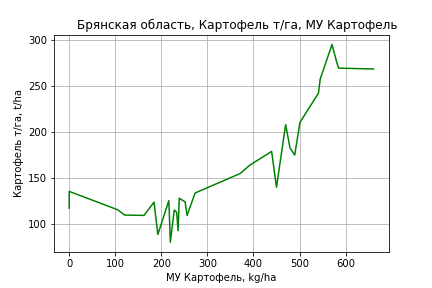 Брянская область, Картофель т/га, МУ Картофель
300
250
200
150
100
Картофель т/га, t/ha
0 100 200 300 400 500 600
МУ Картофель, kg/ha